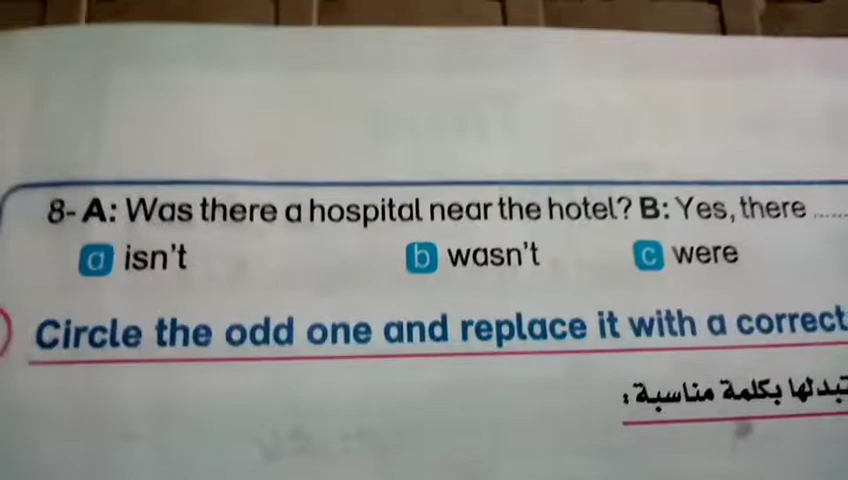 8- A: Was there a hospital near the hotel? B: Yes, there ......
a isn't b wasn't c were
Circle the odd one and replace it with a correct
بكلمة مناسبة :